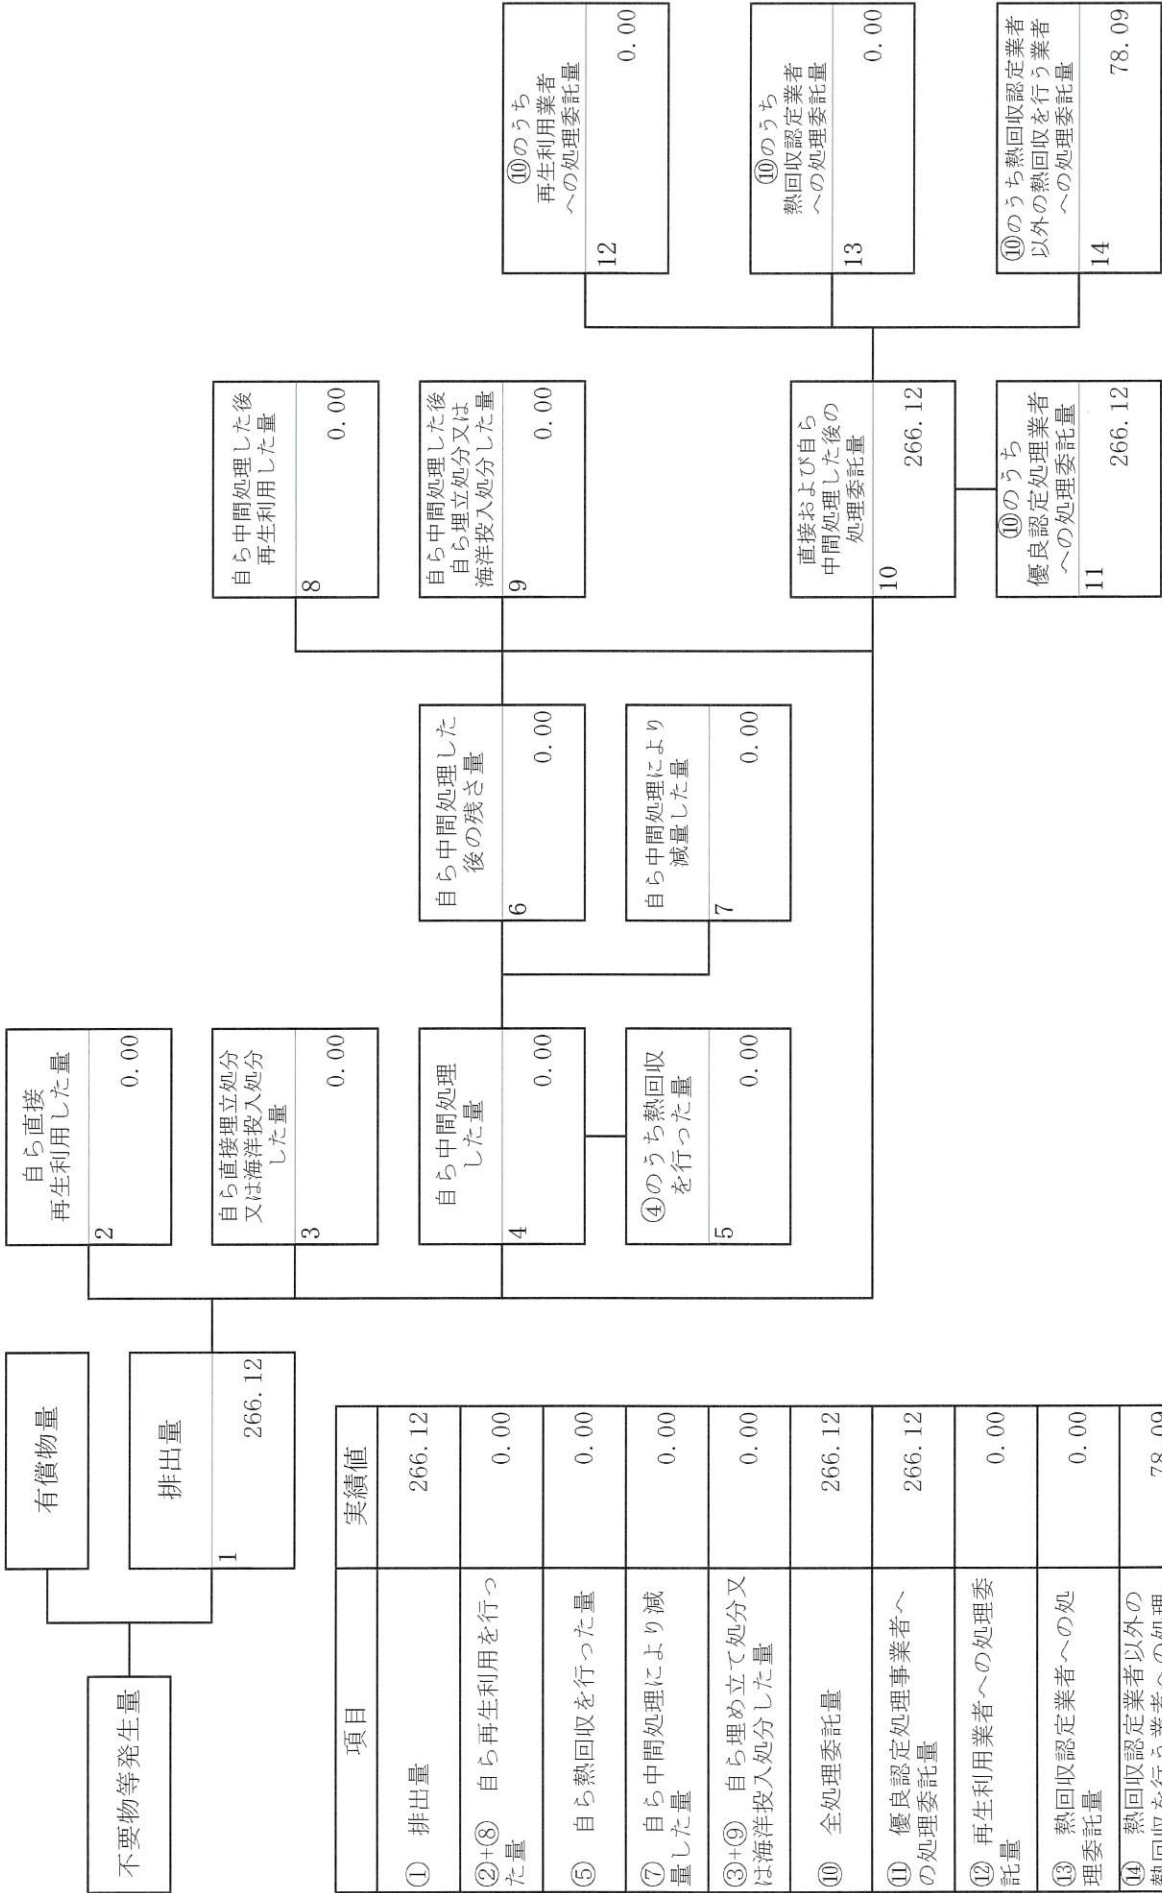 不要物等発生量
有償物量
排出量
1
266.12
自ら直接
再生利用した量
2
0.00
自ら直接埋立処分
又は海洋投入処分
した量
3
0.00
自ら中間処理
した量
4
0.00
④のうち熱回収
を行った量
5
0.00
自ら中間処理した
後の残さ量
6
0.00
自ら中間処理により
減量した量
7
0.00
自ら中間処理した後
再生利用した量
8
0.00
自ら中間処理した後
自ら埋立処分又は
海洋投入処分した量
9
0.00
直接および自ら
中間処理した後の
処理委託量
10
266.12
⑩のうち
優良認定処理業者
への処理委託量
11
266.12
⑩のうち
再生利用業者
への処理委託量
12
0.00
⑩のうち
熱回収認定業者
への処理委託量
13
0.00
⑩のうち熱回収認定業者
以外の熱回収を行う業者
への処理委託量
14
78.09
項目 実績値
① 排出量 266.12
②+⑧ 自ら再生利用を行っ
た量 0.00
⑤ 自ら熱回収を行った量 0.00
⑦ 自ら中間処理により減
量した量 0.00
③+⑨ 自ら埋め立て処分又
は海洋投入処分した量 0.00
⑩ 全処理委託量 266.12
⑪ 優良認定処理事業者へ
の処理委託量 266.12
⑫ 再生利用業者への処理委
託量 0.00
⑬ 熱回収認定業者への処
理委託量 0.00
⑭ 熱回収認定業者以外の
熱回収を行う業者への処理 78.09